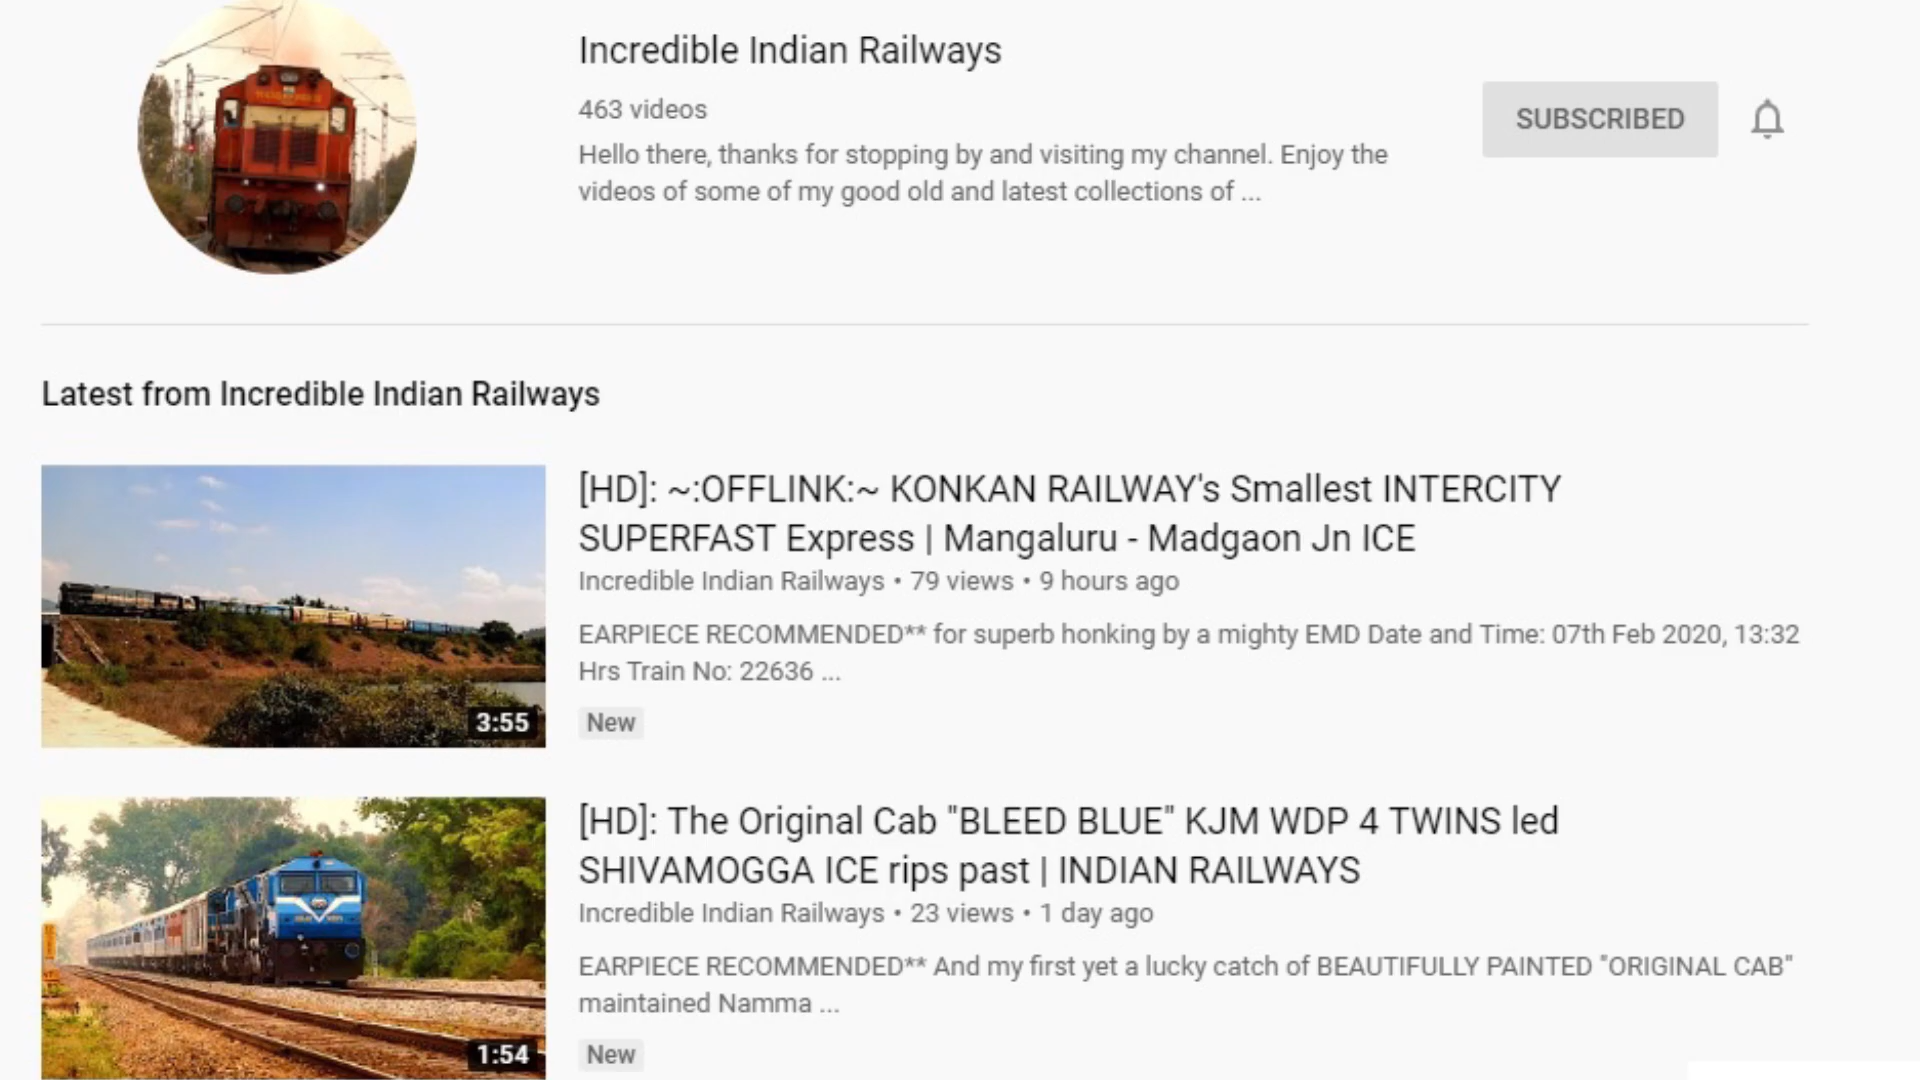 Incredible Indian Railways
463 videos
Hello there, thanks for stopping by and visiting my channel. Enjoy the
videos of some of my good old and latest collections of ...
SUBSCRIBED
Latest from Incredible Indian Railways
[HD]: ~:OFFLINK:~ KONKAN RAILWAY's Smallest INTERCITY
SUPERFAST Express | Mangaluru - Madgaon Jn ICE
Incredible Indian Railways • 79 views • 9 hours ago
EARPIECE RECOMMENDED** for superb honking by a mighty EMD Date and Time: 07th Feb 2020, 13:32
Hrs Train No: 22636 ...
3:55
New
[HD]: The Original Cab "BLEED BLUE" KJM WDP 4 TWINS led
SHIVAMOGGA ICE rips past | INDIAN RAILWAYS
Incredible Indian Railways • 23 views • 1 day ago
EARPIECE RECOMMENDED** And my first yet a lucky catch of BEAUTIFULLY PAINTED "ORIGINAL CAB"
maintained Namma ...
1:54
New